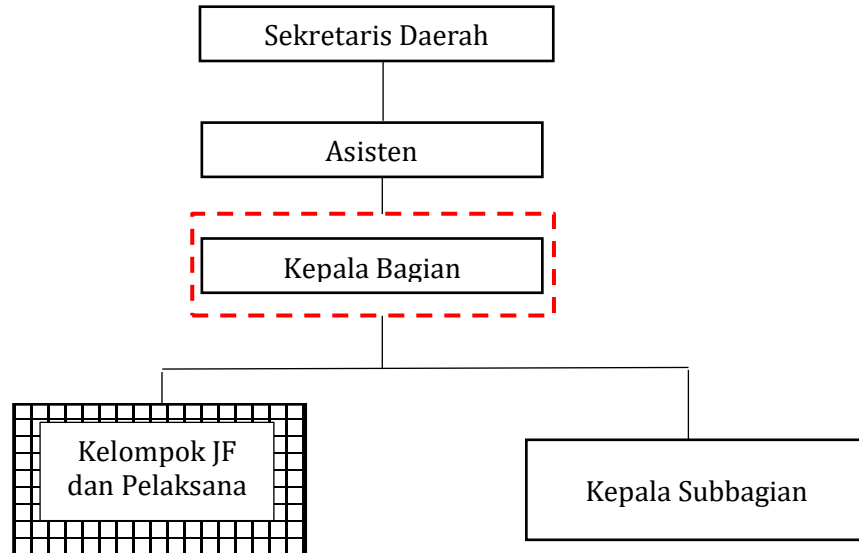 Sekretaris Daerah
Asisten
Kepala Bagian
Kelompok JF
dan Pelaksana
Kepala Subbagian